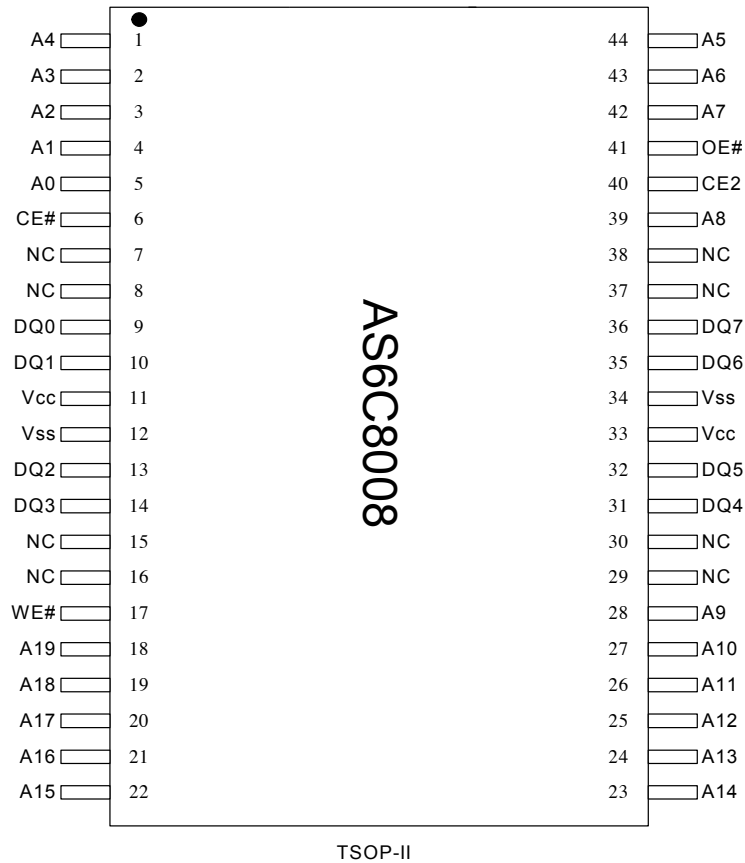 A4 1 44 A5
A3 2 43 A6
A2 3 42 A7
A1 4 41 OE#
A0 5 40 CE2
CE# 6 39 A8
NC 7 38 NC
NC 8 37 NC
DQ0 9 36 DQ7
DQ1 10 35 DQ6
Vcc 11 34 Vss
Vss 12 33 Vcc
DQ2 13 32 DQ5
DQ3 14 31 DQ4
NC 15 30 NC
NC 16 29 NC
WE# 17 28 A9
A19 18 27 A10
A18 19 26 A11
A17 20 25 A12
A16 21 24 A13
A15 22 23 A14
AS6C8008
TSOP-II